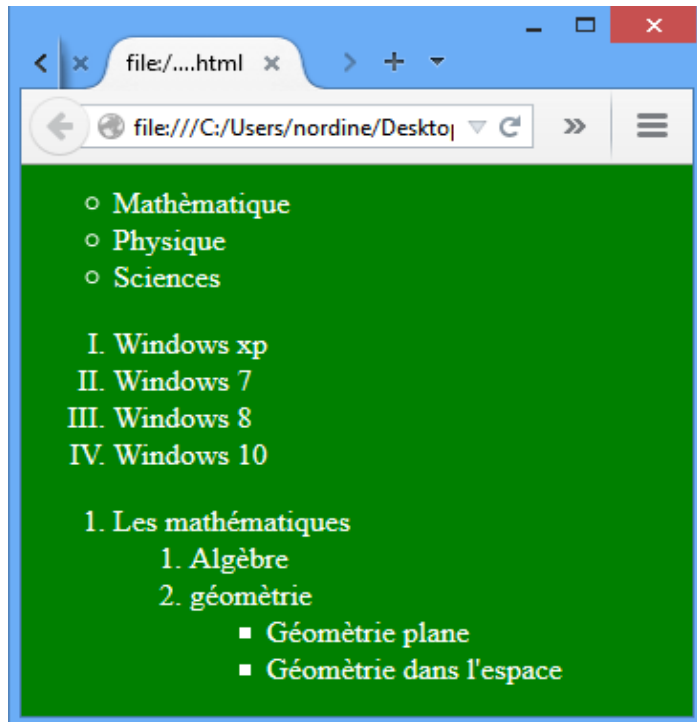 file:/....html
file:///C:/Users/nordine/Desktop
Mathèmatique
Physique
Sciences
I. Windows xp
II. Windows 7
III. Windows 8
IV. Windows 10
1. Les mathématiques
1. Algèbre
2. géomètrie
Géomètrie plane
Géomètrie dans l'espace